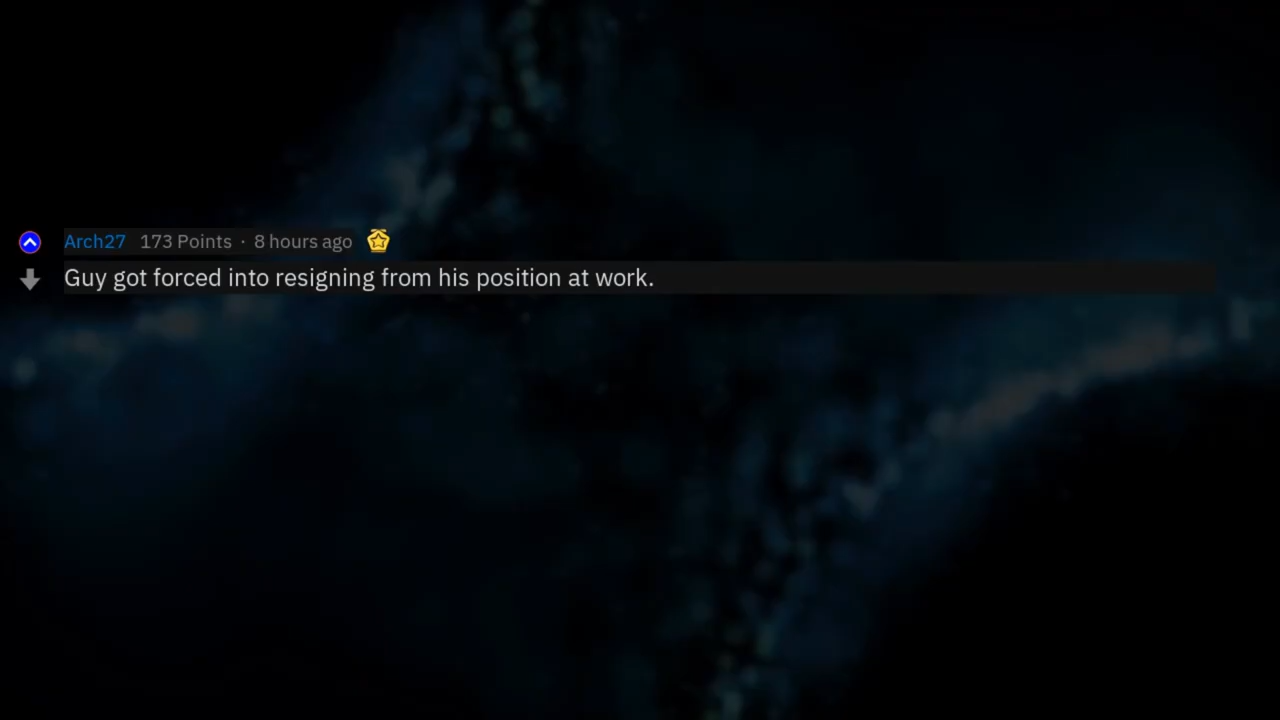 Arch27 173 Points · 8 hours ago
Guy got forced into resigning from his position at work.